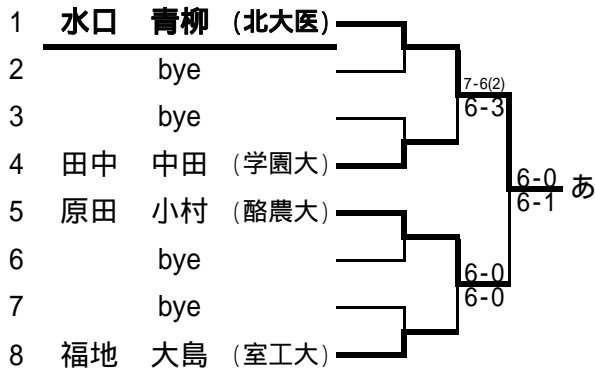 1 水口 青柳 (北大医)
2 bye
7-6(2)
3 bye
6-3
4 田中 中田 (学園大)
6-0
あ
5 原田 小村 (酪農大)
6-1
6 bye
6-0
7 bye
6-0
8 福地 大島 (室工大)